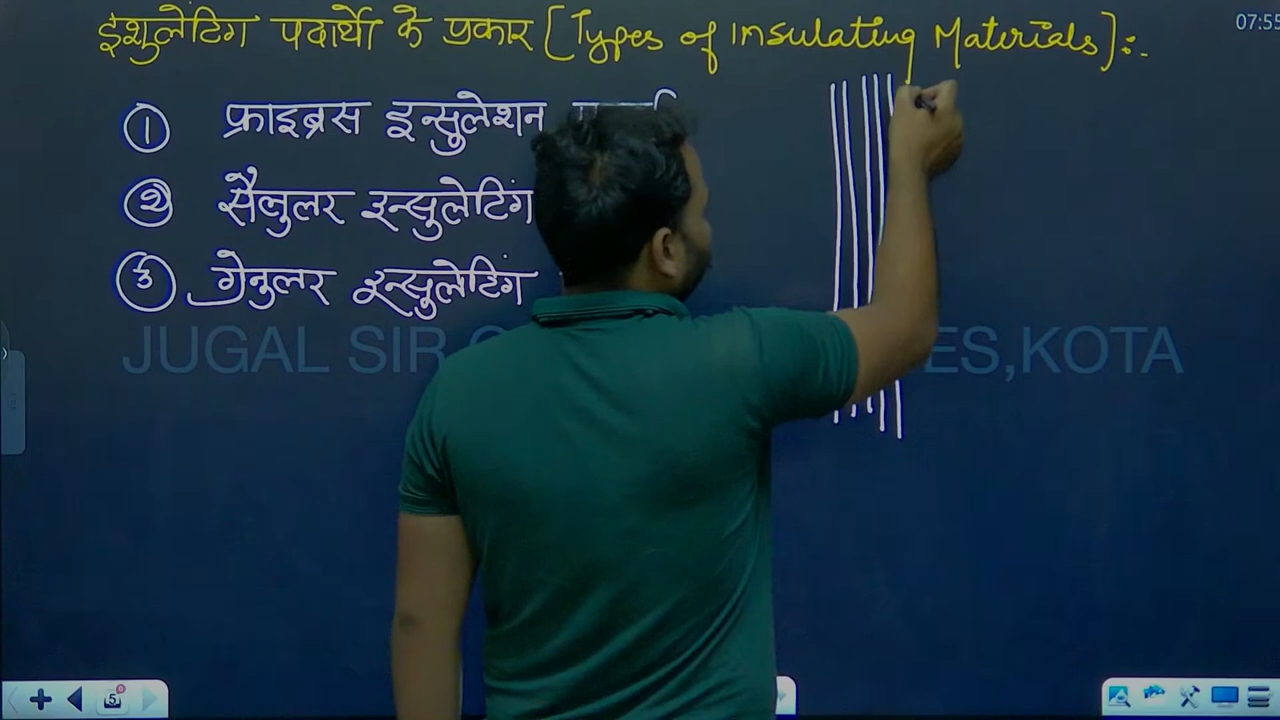 इंशुलेटिंग पदार्थो के प्रकार [Types of Insulating Materials]:-
07:55
① फ्राइब्रस इन्सुलेशन
② सैलुलर इन्सुलेटिंग
③ ग्रेनुलर इन्सुलेटिंग
JUGAL SIR ES,KOTA
5